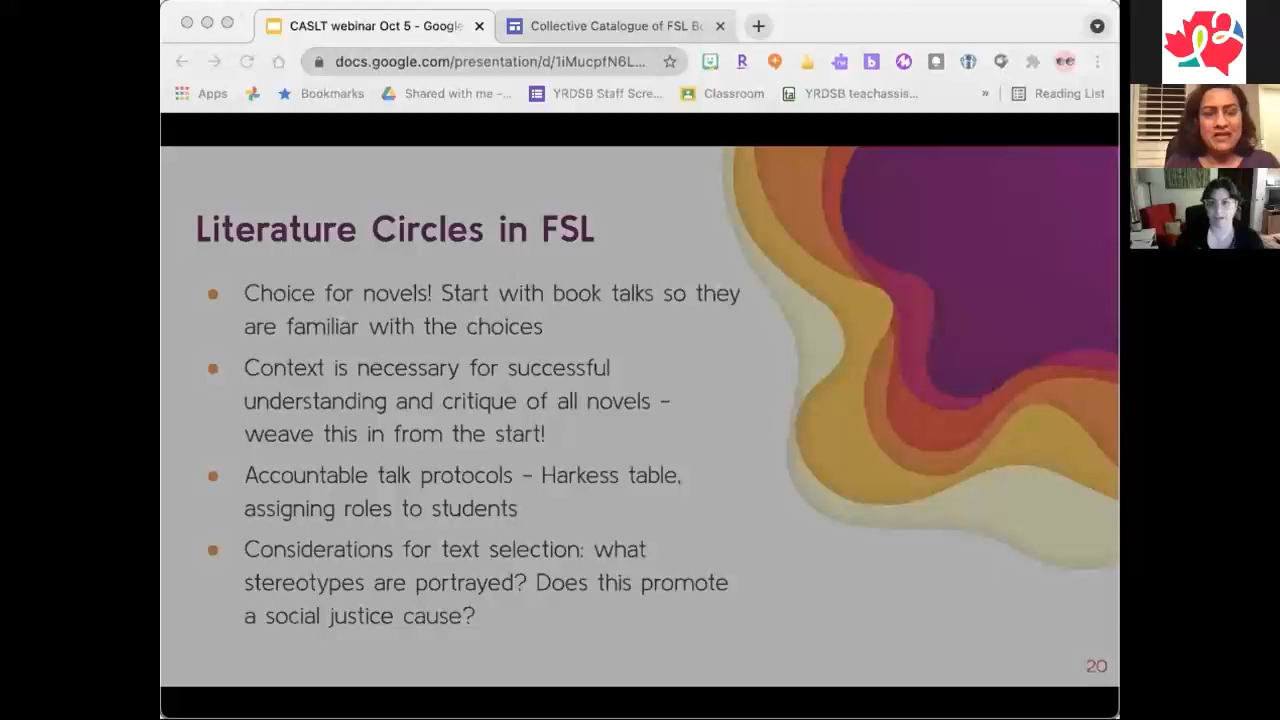 CASLT webinar Oct 5 - Google
Collective Catalogue of FSL Bo
docs.google.com/presentation/d/1iMucpfN6L...
Apps
Bookmarks
Shared with me -...
YRDSB Staff Scre...
Classroom
YRDSB teachassis...
»
Reading List
Literature Circles in FSL
• Choice for novels! Start with book talks so they
are familiar with the choices
• Context is necessary for successful
understanding and critique of all novels -
weave this in from the start!
• Accountable talk protocols - Harkess table,
assigning roles to students
• Considerations for text selection: what
stereotypes are portrayed? Does this promote
a social justice cause?
20